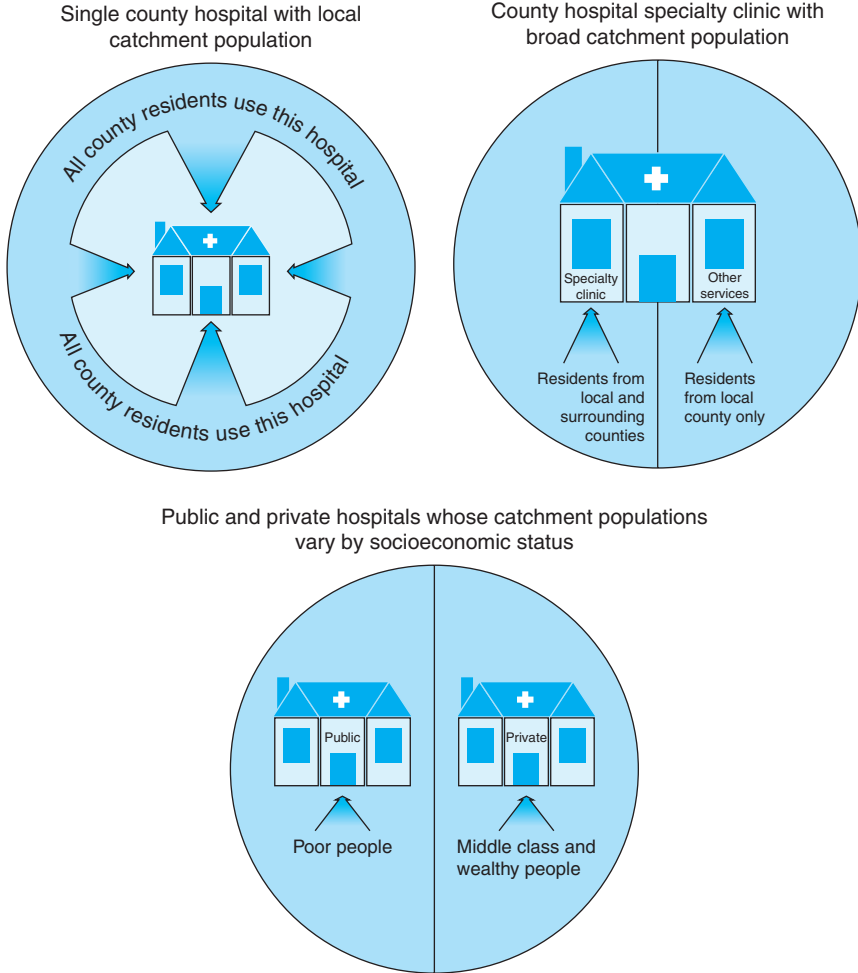 Single county hospital with local
catchment population
All county residents use this hospital
All county residents use this hospital
County hospital specialty clinic with
broad catchment population
Specialty
clinic
Other
services
Residents from
local and
surrounding
counties
Residents
from local
county only
Public and private hospitals whose catchment populations
vary by socioeconomic status
Public
Poor people
Private
Middle class and
wealthy people